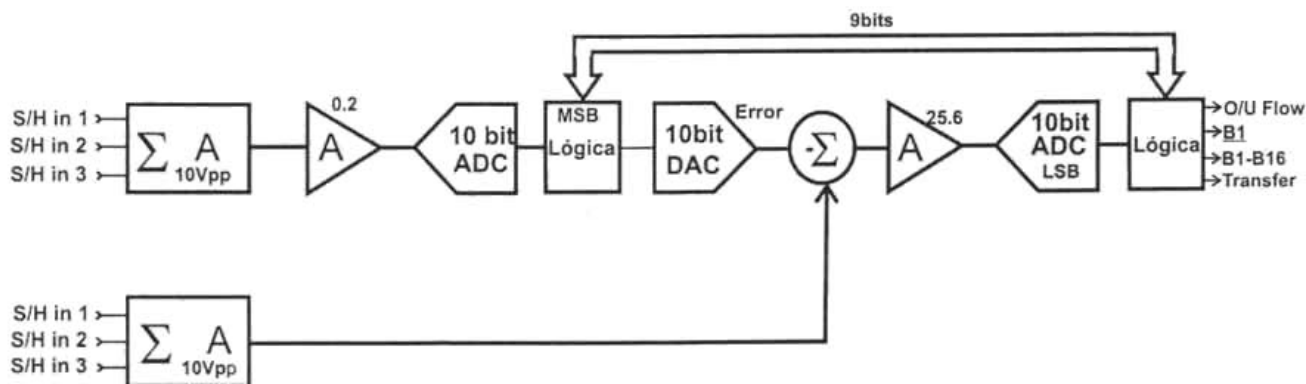 9bits
S/H in 1
S/H in 2
S/H in 3
Σ A
10Vpp
0.2
A
10 bit
ADC
MSB
Lógica
10bit
DAC
Error
-Σ
25.6
A
10bit
ADC
LSB
Lógica
O/U Flow
B1
B1-B16
Transfer
S/H in 1
S/H in 2
S/H in 3
Σ A
10Vpp